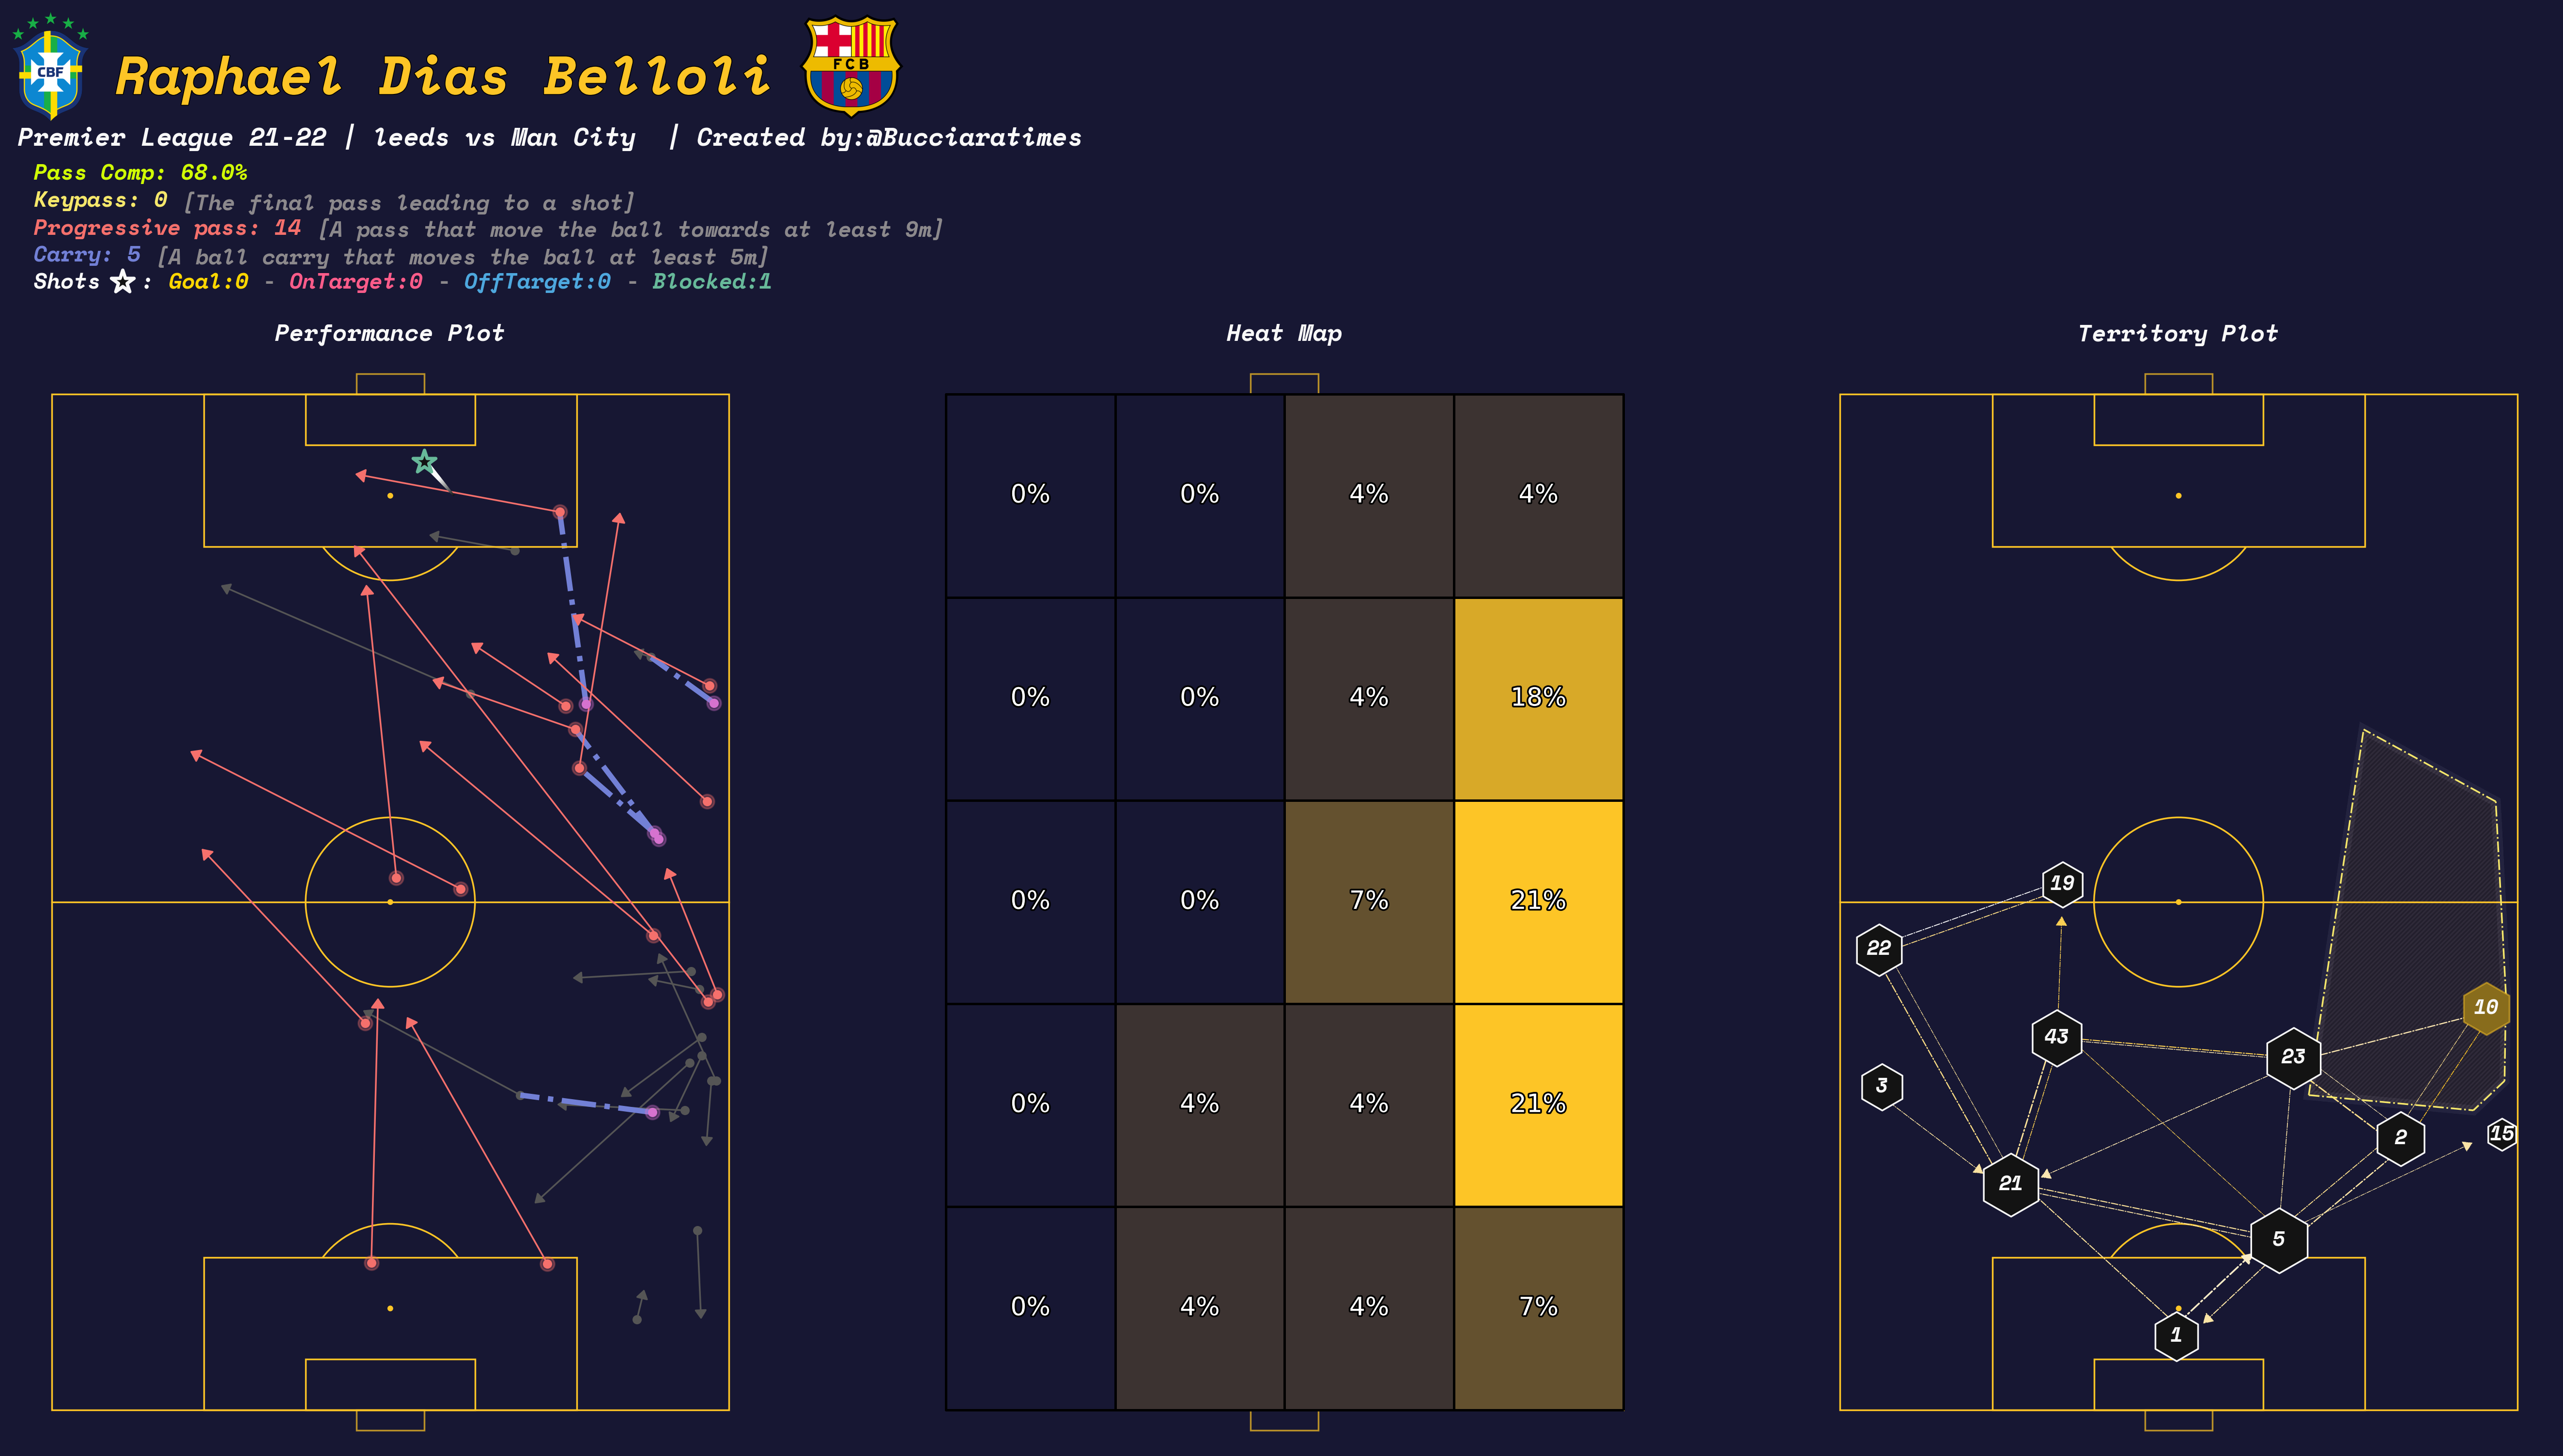 CBF
Raphael Dias Belloli
FCB
Premier League 21-22 | leeds vs Man City | Created by:@Bucciaratimes
Pass Comp: 68.0%
Keypass: 0 [The final pass leading to a shot]
Progressive pass: 14 [A pass that move the ball towards at least 9m]
Carry: 5 [A ball carry that moves the ball at least 5m]
Shots : Goal:0 - OnTarget:0 - OffTarget:0 - Blocked:1
Performance Plot
Heat Map
0% 0% 4% 4%
0% 0% 4% 18%
0% 0% 7% 21%
0% 4% 4% 21%
0% 4% 4% 7%
Territory Plot
19
22
10
43
23
3
2
15
21
5
1